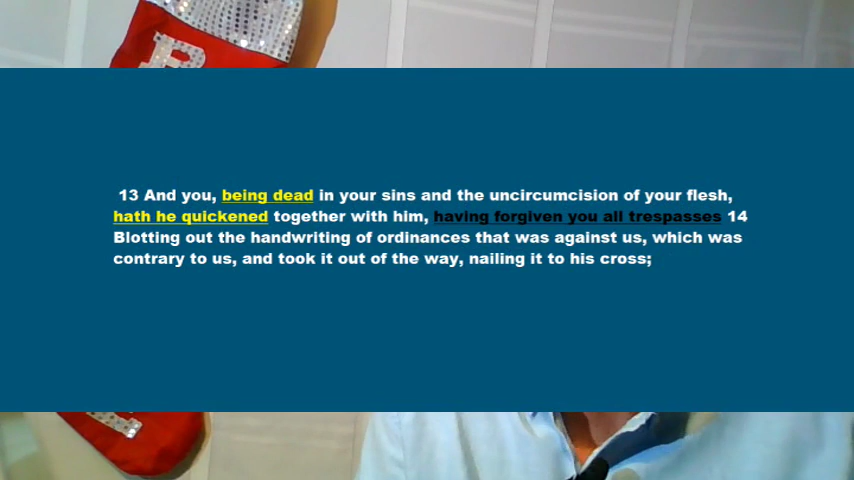 B
13 And you, being dead in your sins and the uncircumcision of your flesh,
hath he quickened together with him, having forgiven you all trespasses 14
Blotting out the handwriting of ordinances that was against us, which was
contrary to us, and took it out of the way, nailing it to his cross;